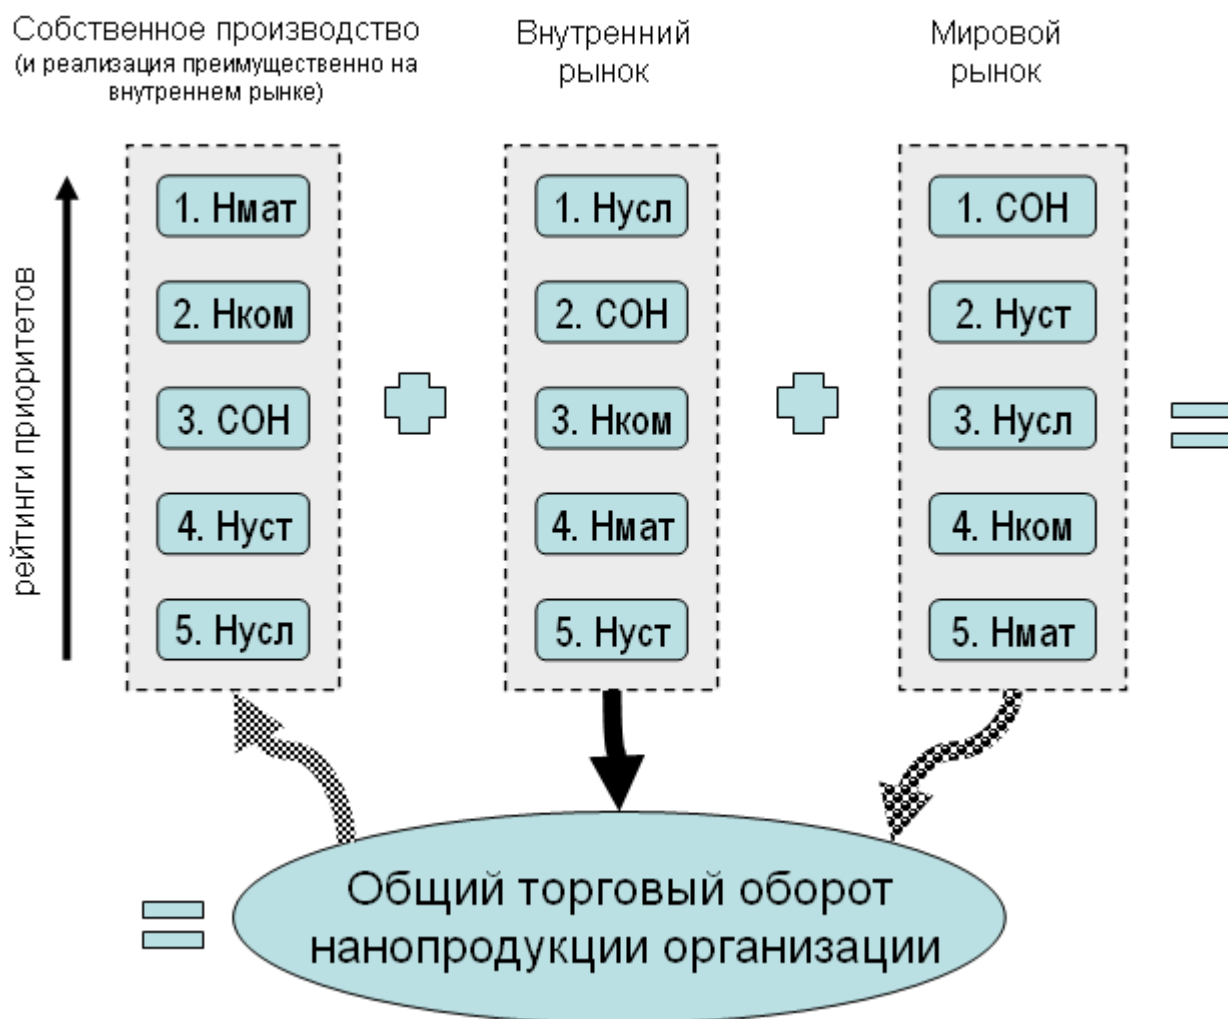 Собственное производство
(и реализация преимущественно на
внутреннем рынке)
Внутренний
рынок
Мировой
рынок
рейтинги приоритетов
1. Нмат
2. Нком
3. СОН
4. Нуст
5. Нусл
1. Нусл
2. СОН
3. Нком
4. Нмат
5. Нуст
1. СОН
2. Нуст
3. Нусл
4. Нком
5. Нмат
Общий торговый оборот
нанопродукции организации